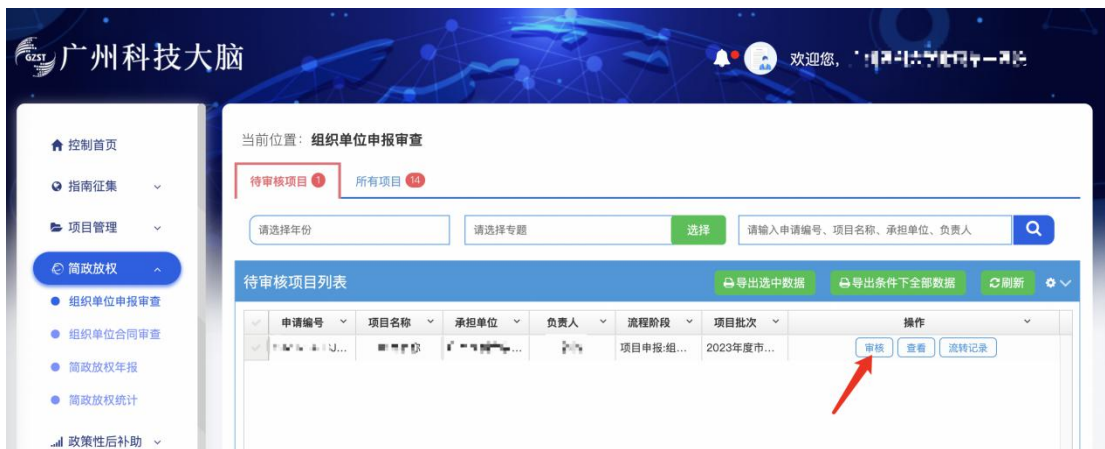 GZST 广州科技大脑
欢迎您,
控制首页
指南征集
项目管理
简政放权
组织单位申报审查
组织单位合同审查
简政放权年报
简政放权统计
政策性后补助
当前位置：组织单位申报审查
待审核项目 1 所有项目 14
请选择年份 请选择专题 选择 请输入申请编号、项目名称、承担单位、负责人
待审核项目列表 导出选中数据 导出条件下全部数据 刷新
申请编号 项目名称 承担单位 负责人 流程阶段 项目批次 操作
项目申报:组... 2023年度市... 审核 查看 流转记录